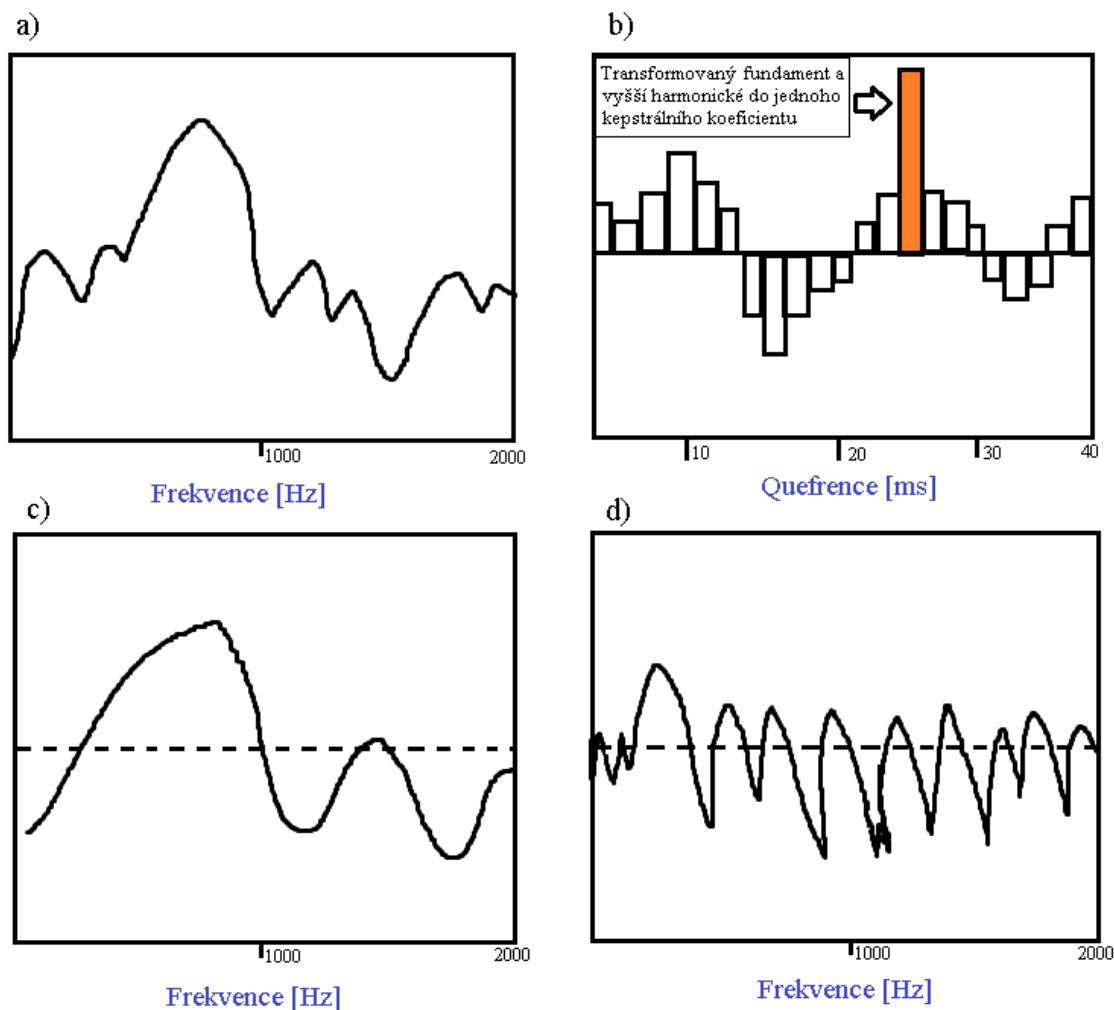 a)
1000
2000
Frekvence [Hz]
b)
Transformovaný fundament a
vyšší harmonické do jednoho
kepstrálního koeficientu
10
20
30
40
Quefrence [ms]
c)
1000
2000
Frekvence [Hz]
d)
1000
2000
Frekvence [Hz]